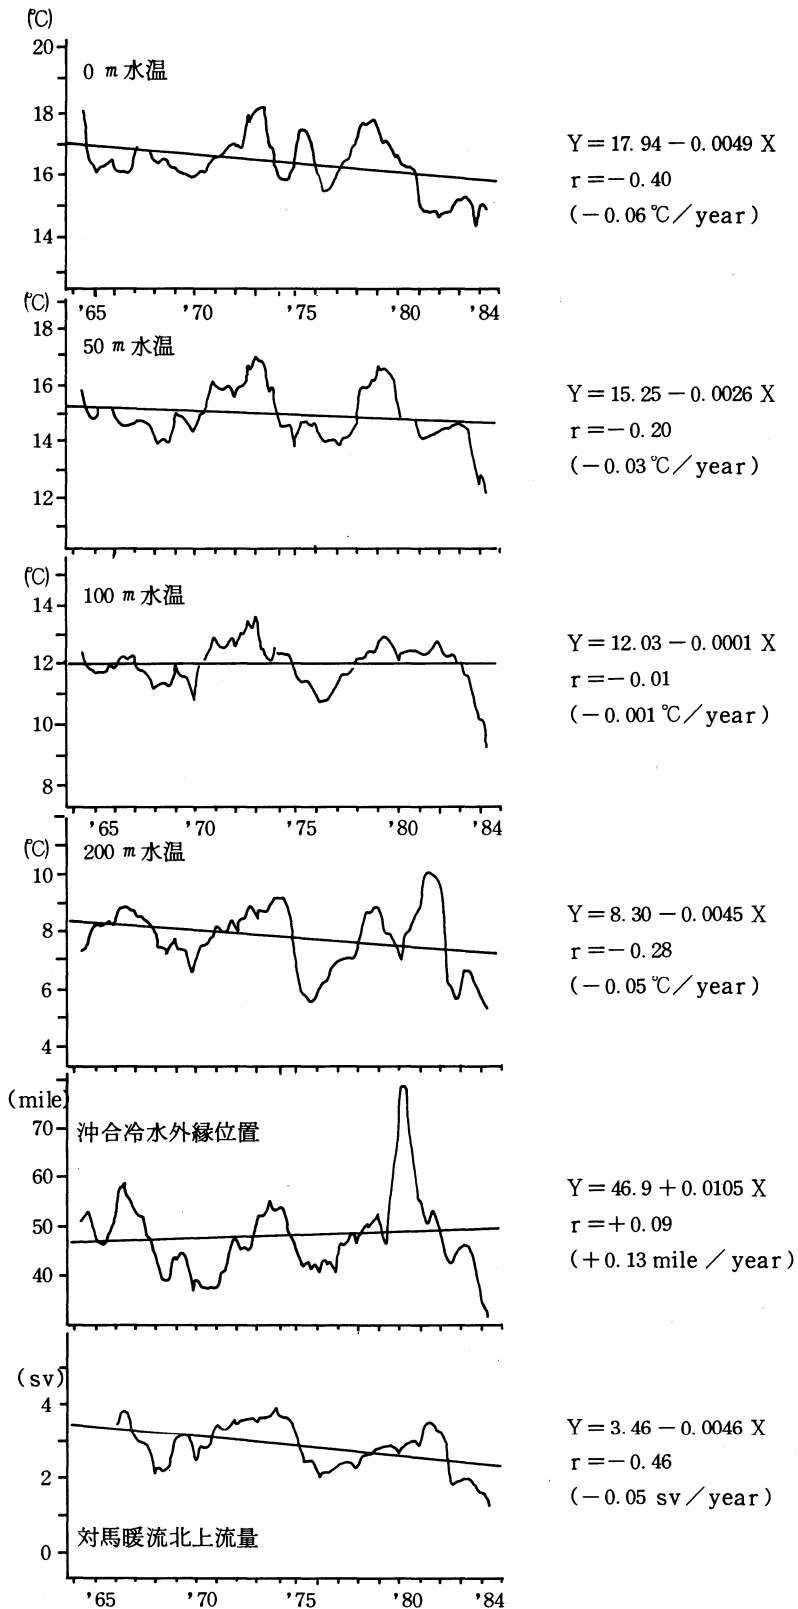 (℃)
20
0 m 水温
18
16
14
Y=17.94-0.0049 X
r=-0.40
(-0.06℃/year)
'65 '70 '75 '80 '84
(℃)
18
50 m 水温
16
14
12
Y=15.25-0.0026 X
r=-0.20
(-0.03℃/year)
(℃)
14
100 m 水温
12
10
8
Y=12.03-0.0001 X
r=-0.01
(-0.001℃/year)
'65 '70 '75 '80 '84
(℃)
200 m 水温
10
8
6
4
Y=8.30-0.0045 X
r=-0.28
(-0.05℃/year)
(mile)
70
沖合冷水外縁位置
60
50
40
Y=46.9+0.0105 X
r=+0.09
(+0.13 mile/year)
(sv)
4
2
0
対馬暖流北上流量
Y=3.46-0.0046 X
r=-0.46
(-0.05 sv/year)
'65 '70 '75 '80 '84